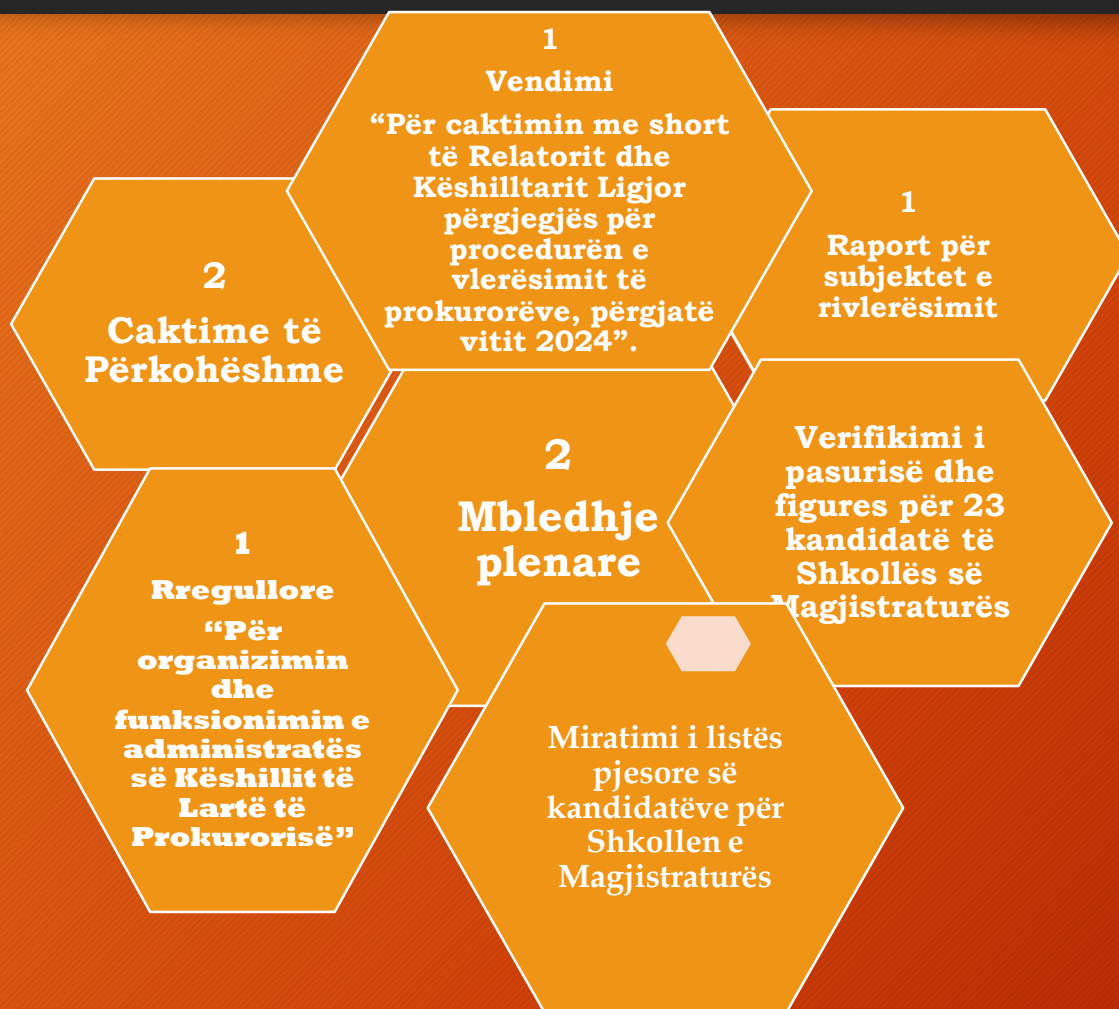 1
Vendimi
“Për caktimin me short
të Relatorit dhe
Këshilltarit Ligjor
përgjegjës për
procedurën e
vlerësimit të
prokurorëve, përgjatë
vitit 2024”.
1
Raport për
subjektet e
rivlerësimit
2
Caktime të
Përkohëshme
2
Mbledhje
plenare
Verifikimi i
pasurisë dhe
figures për 23
kandidatë të
Shkollës së
Magjistraturës
1
Rregullore
“Për
organizimin
dhe
funksionimin e
administratës
së Këshillit të
Lartë të
Prokurorisë”
Miratimi i listës
pjesore së
kandidatëve për
Shkollen e
Magjistraturës